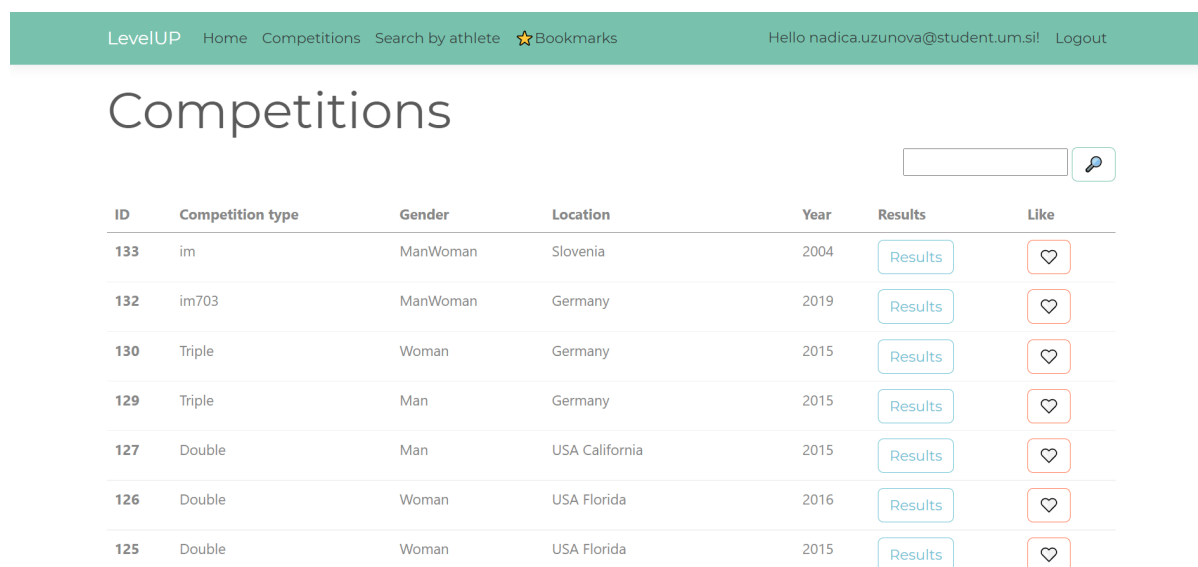 LevelUP Home Competitions Search by athlete ⭐Bookmarks Hello nadica.uzunova@student.um.si! Logout
Competitions
ID Competition type Gender Location Year Results Like
133 im ManWoman Slovenia 2004 Results
132 im703 ManWoman Germany 2019 Results
130 Triple Woman Germany 2015 Results
129 Triple Man Germany 2015 Results
127 Double Man USA California 2015 Results
126 Double Woman USA Florida 2016 Results
125 Double Woman USA Florida 2015 Results